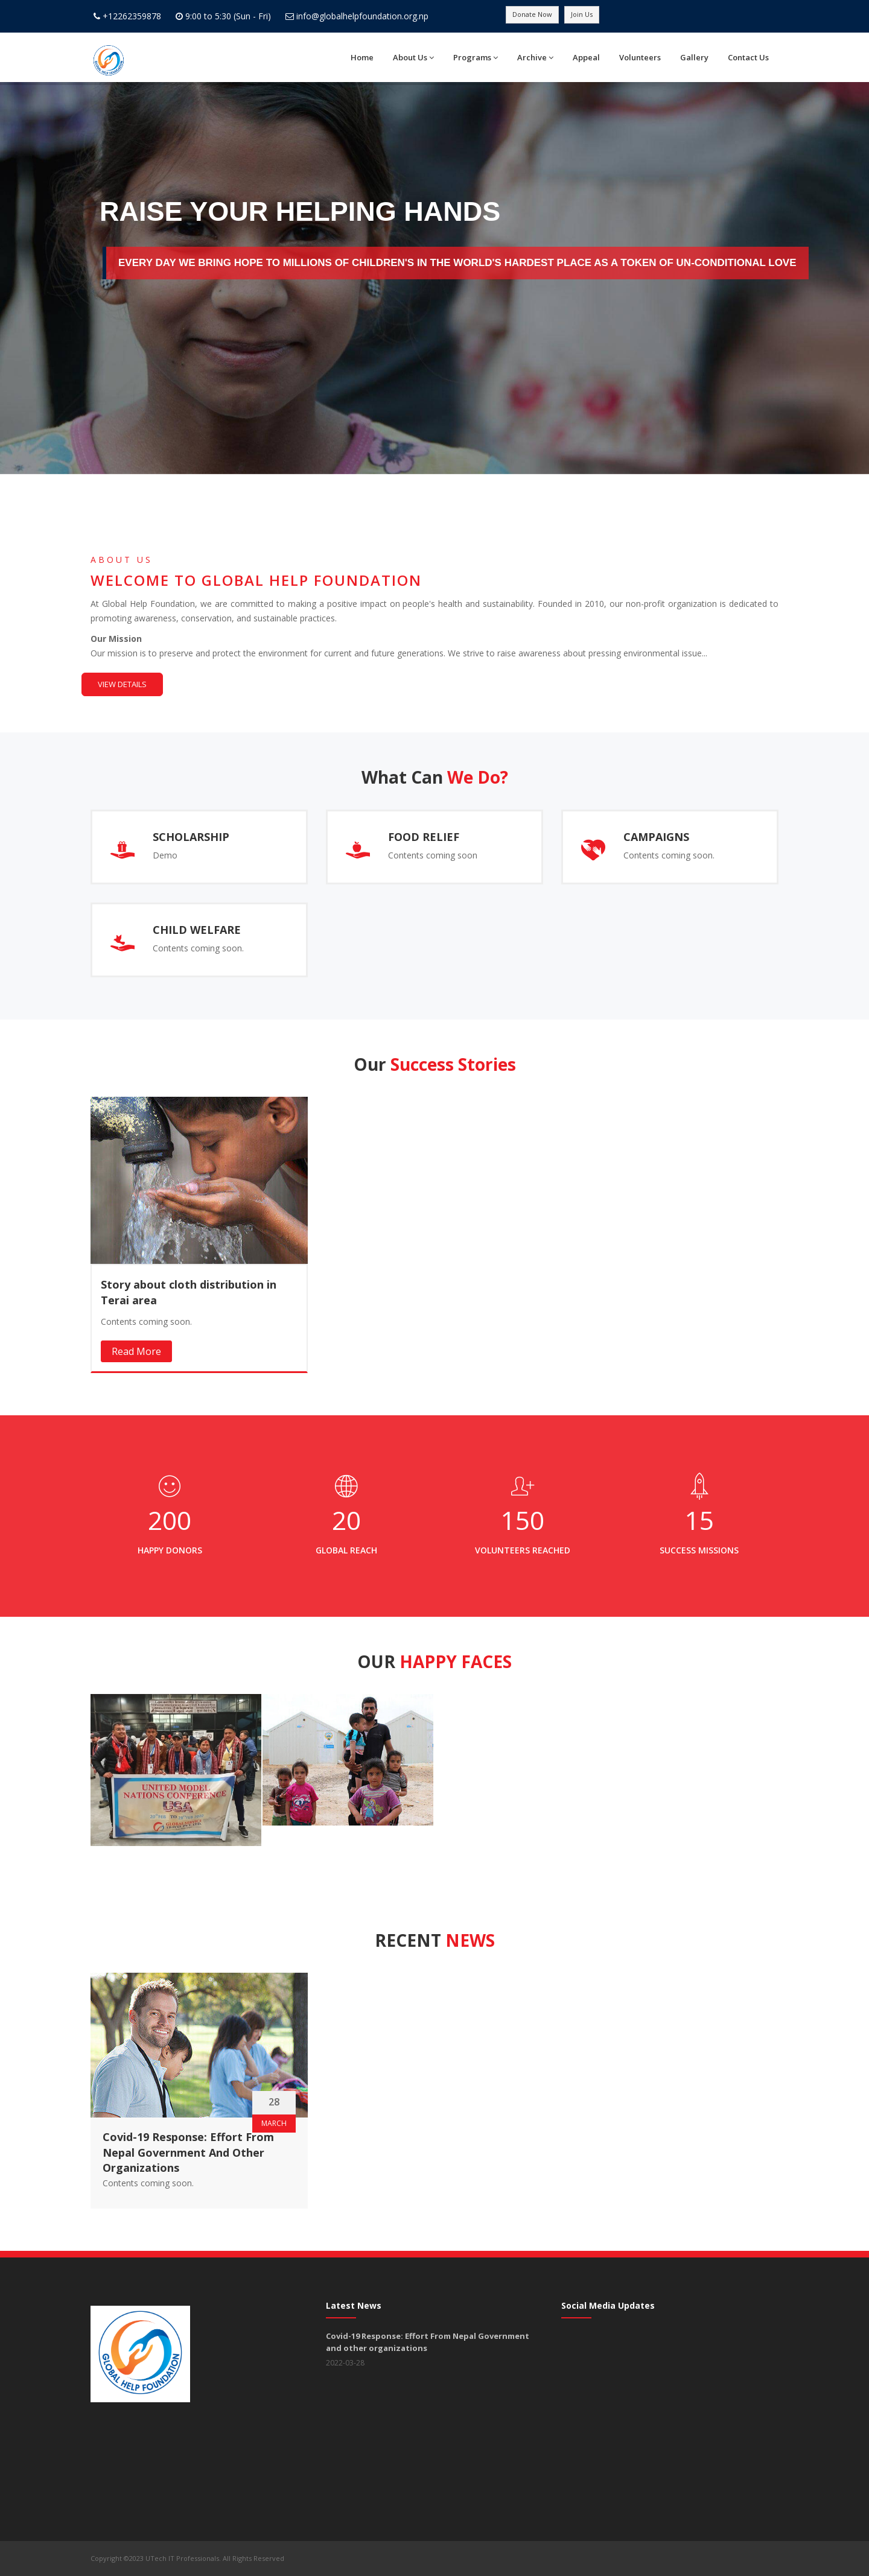 +12262359878 9:00 to 5:30 (Sun - Fri) info@globalhelpfoundation.org.np Donate Now Join Us
GLOBAL HELP FOUNDATION
Home About Us Programs Archive Appeal Volunteers Gallery Contact Us
RAISE YOUR HELPING HANDS
EVERY DAY WE BRING HOPE TO MILLIONS OF CHILDREN'S IN THE WORLD'S HARDEST PLACE AS A TOKEN OF UN-CONDITIONAL LOVE
ABOUT US
WELCOME TO GLOBAL HELP FOUNDATION
At Global Help Foundation, we are committed to making a positive impact on people's health and sustainability. Founded in 2010, our non-profit organization is dedicated to
promoting awareness, conservation, and sustainable practices.
Our Mission
Our mission is to preserve and protect the environment for current and future generations. We strive to raise awareness about pressing environmental issue...
VIEW DETAILS
What Can We Do?
SCHOLARSHIP
Demo
FOOD RELIEF
Contents coming soon
CAMPAIGNS
Contents coming soon.
CHILD WELFARE
Contents coming soon.
Our Success Stories
Story about cloth distribution in
Terai area
Contents coming soon.
Read More
200
HAPPY DONORS
20
GLOBAL REACH
150
VOLUNTEERS REACHED
15
SUCCESS MISSIONS
OUR HAPPY FACES
UNITED MODEL
NATIONS CONFERENCE
USA
RECENT NEWS
28
MARCH
Covid-19 Response: Effort From
Nepal Government And Other
Organizations
Contents coming soon.
GLOBAL HELP FOUNDATION
Latest News
Covid-19 Response: Effort From Nepal Government
and other organizations
2022-03-28
Social Media Updates
Copyright ©2023 UTech IT Professionals. All Rights Reserved